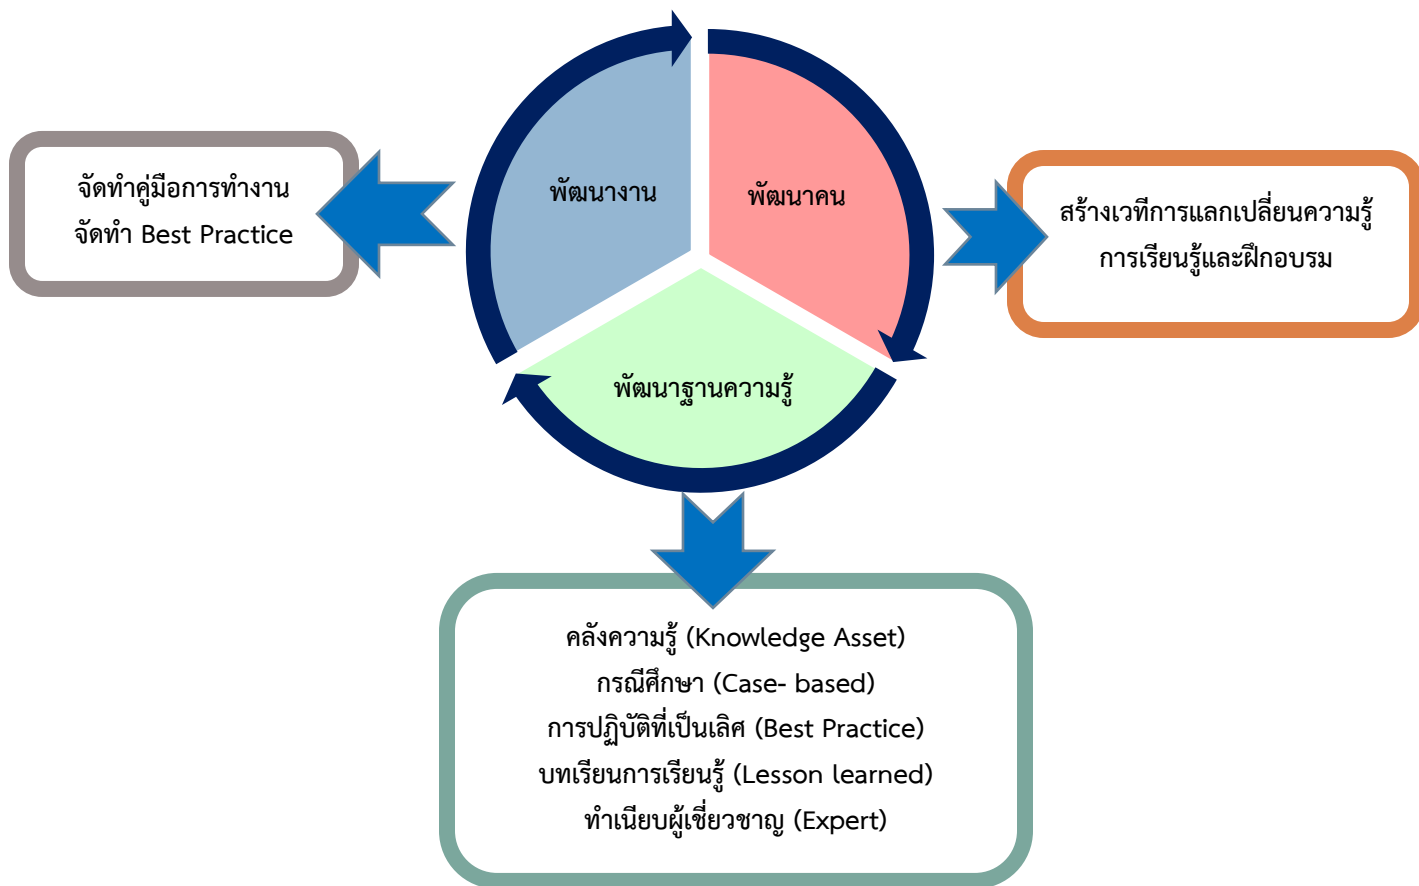 พัฒนางาน
พัฒนาคน
พัฒนาฐานความรู้
จัดทำคู่มือการทำงาน
จัดทำ Best Practice
สร้างเวทีการแลกเปลี่ยนความรู้
การเรียนรู้และฝึกอบรม
คลังความรู้ (Knowledge Asset)
กรณีศึกษา (Case- based)
การปฏิบัติที่เป็นเลิศ (Best Practice)
บทเรียนการเรียนรู้ (Lesson learned)
ทำเนียบผู้เชี่ยวชาญ (Expert)